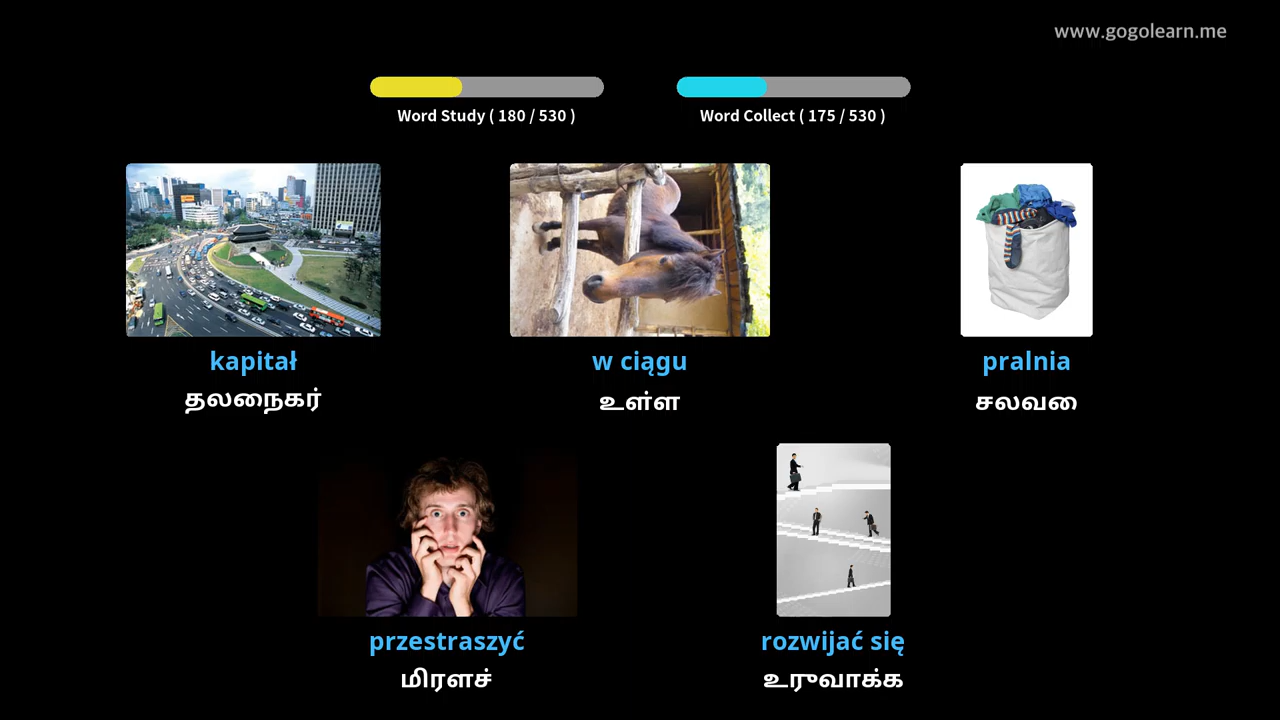 www.gogolearn.me
Word Study ( 180 / 530 )
Word Collect ( 175 / 530 )
kapitał
தலைநகர்
w ciągu
உள்ள
pralnia
சலவை
przestraszyć
மிரளச்
rozwijać się
உருவாக்க